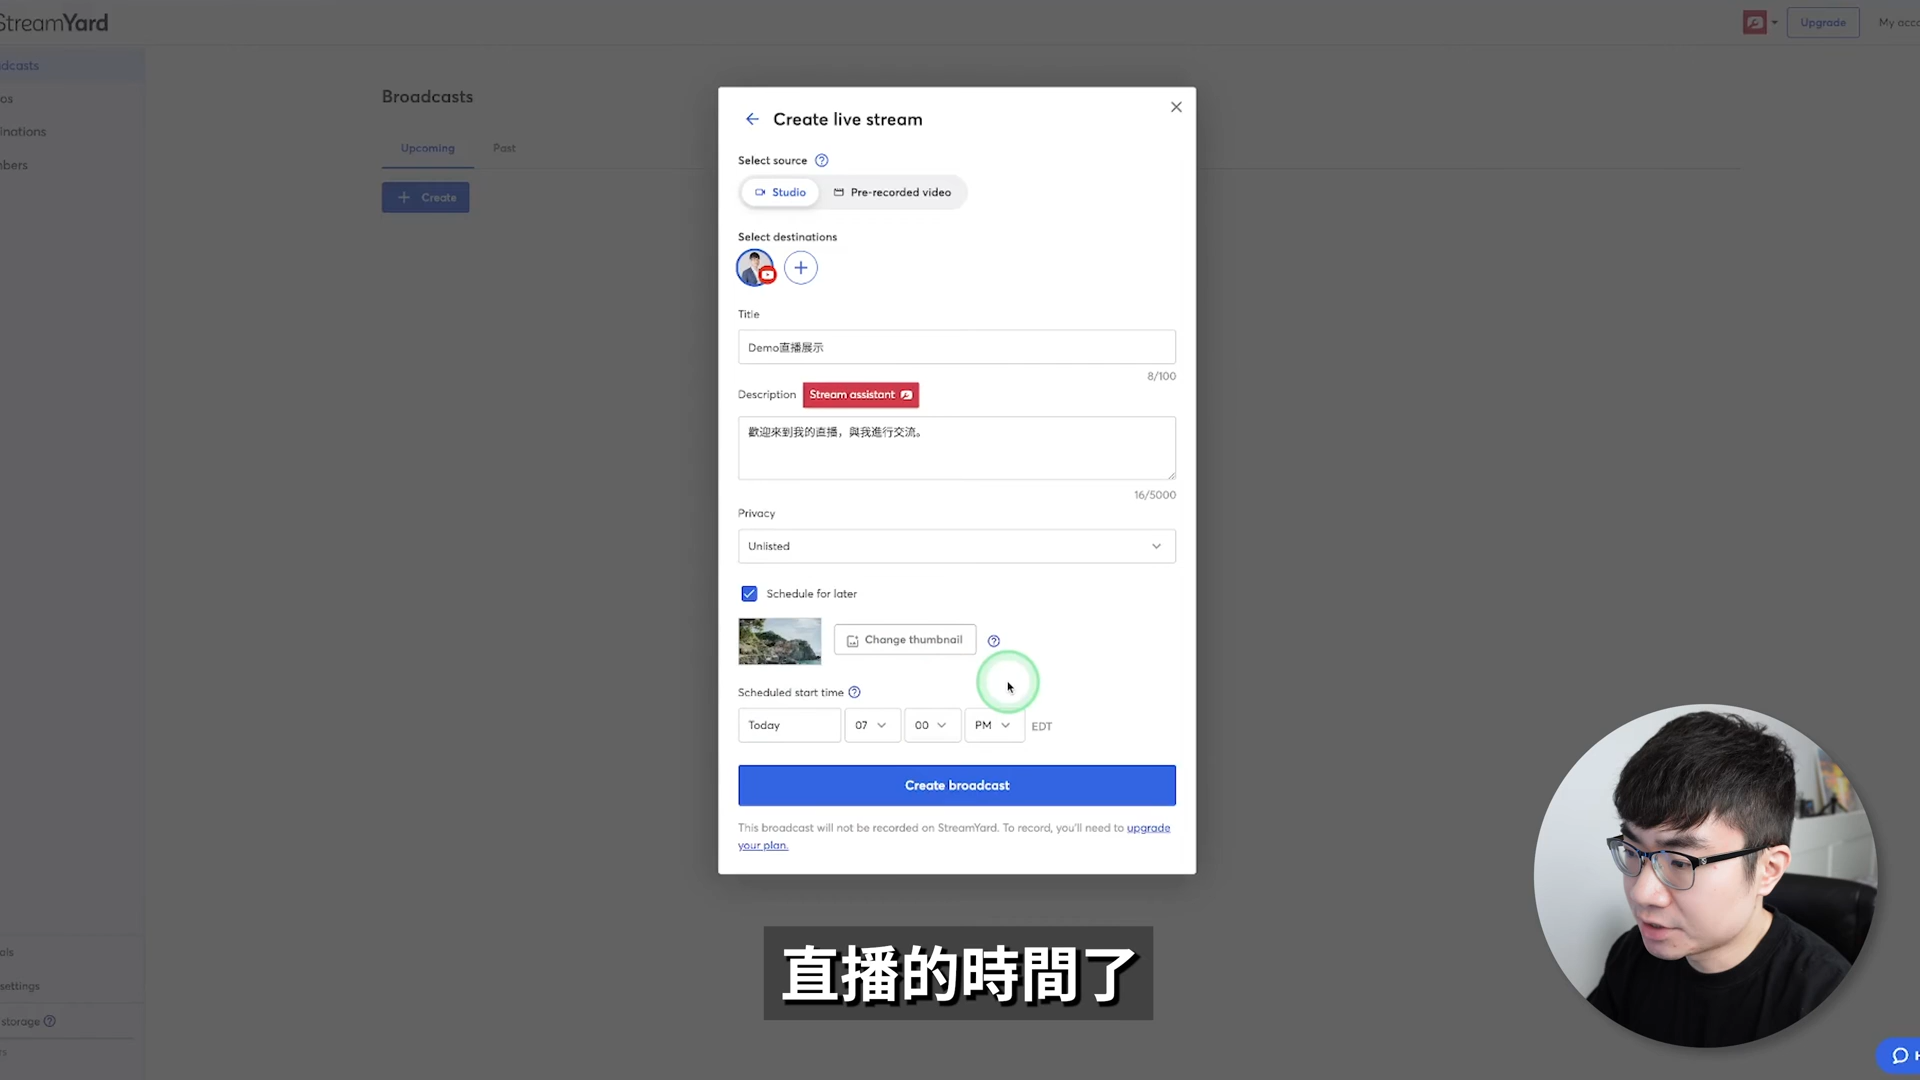 StreamYard
Upgrade
My acco
dcasts
os
inations
bers
Broadcasts
Upcoming
Past
Create
Create live stream
Select source
Studio
Pre-recorded video
Select destinations
Title
Demo直播展示
8/100
Description
Stream assistant
歡迎來到我的直播，與我進行交流。
16/5000
Privacy
Unlisted
Schedule for later
Change thumbnail
Scheduled start time
Today 07 00 PM EDT
Create broadcast
This broadcast will not be recorded on StreamYard. To record, you'll need to upgrade
your plan.
als
settings
storage
rs
直播的時間了
H